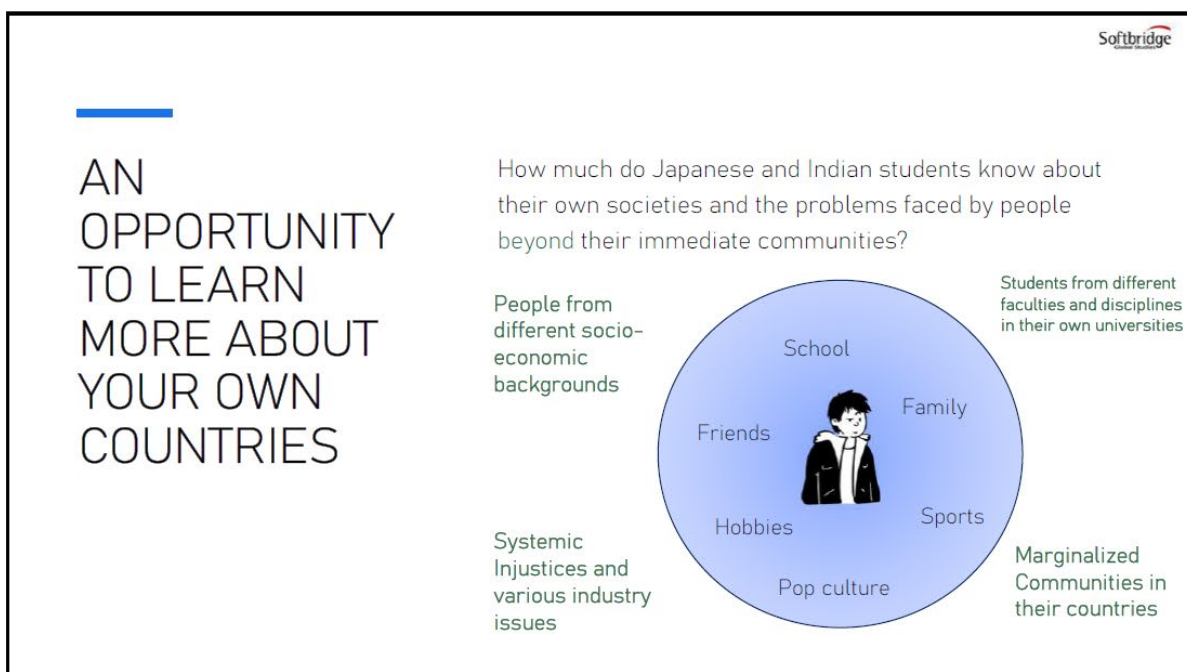 Softbridge
Global Studies
AN
OPPORTUNITY
TO LEARN
MORE ABOUT
YOUR OWN
COUNTRIES
How much do Japanese and Indian students know about
their own societies and the problems faced by people
beyond their immediate communities?
People from
different socio-
economic
backgrounds
Students from different
faculties and disciplines
in their own universities
School
Family
Friends
Hobbies
Sports
Pop culture
Systemic
Injustices and
various industry
issues
Marginalized
Communities in
their countries